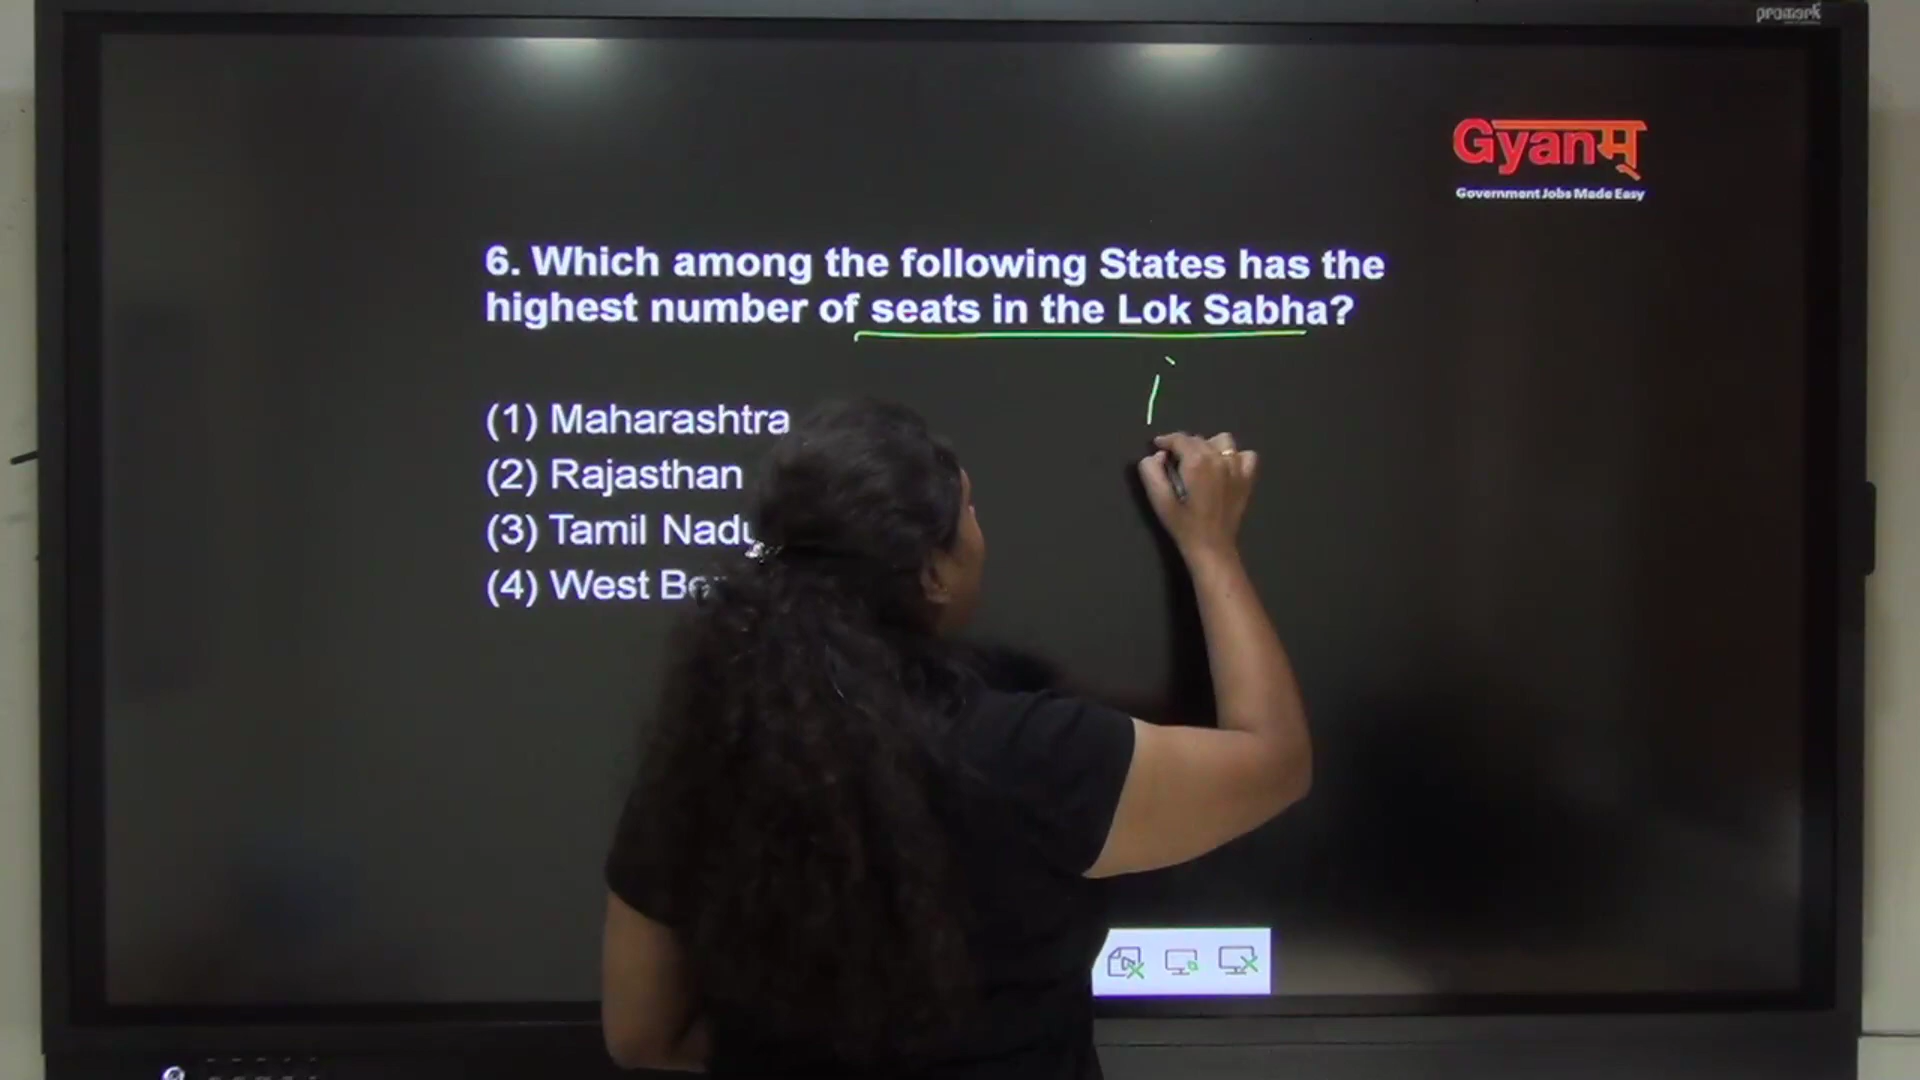 promark
Gyanम्
Government Jobs Made Easy
6. Which among the following States has the
highest number of seats in the Lok Sabha?
(1) Maharashtra
(2) Rajasthan
(3) Tamil Nadu
(4) West